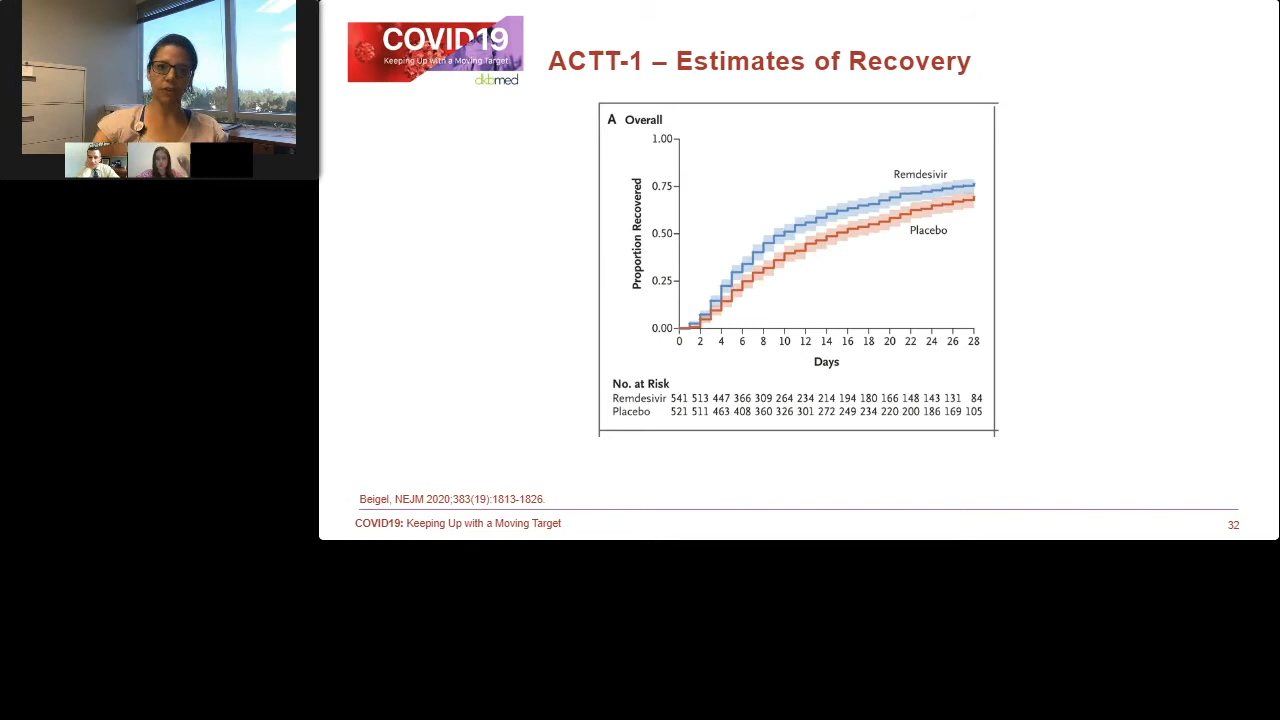 COVID19
Keeping Up with a Moving Target
dkbmed
ACTT-1 – Estimates of Recovery
A Overall
1.00
0.75
0.50
0.25
0.00
Proportion Recovered
Remdesivir
Placebo
0 2 4 6 8 10 12 14 16 18 20 22 24 26 28
Days
No. at Risk
Remdesivir 541 513 447 366 309 264 234 214 194 180 166 148 143 131 84
Placebo 521 511 463 408 360 326 301 272 249 234 220 200 186 169 105
Beigel, NEJM 2020;383(19):1813-1826.
COVID19: Keeping Up with a Moving Target
32